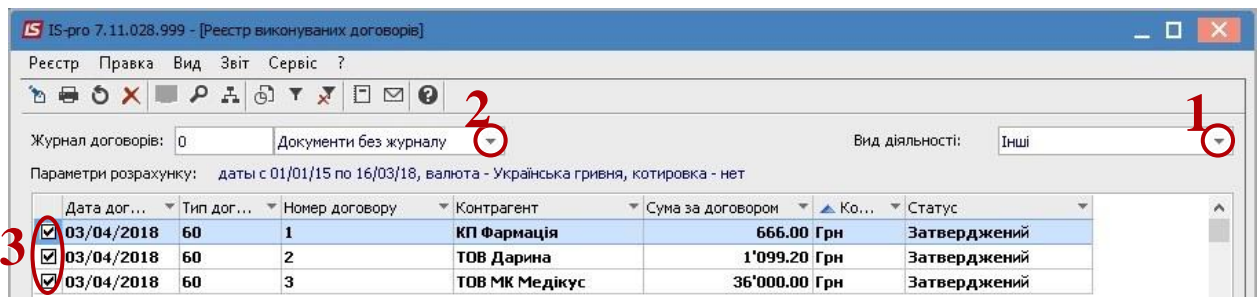 IS-pro 7.11.028.999 - [Реєстр виконуваних договорів]
Реєстр Правка Вид Звіт Сервіс ?
2
1
Журнал договорів: 0 Документи без журналу Вид діяльності: Інші
Параметри розрахунку: даты с 01/01/15 по 16/03/18, валюта - Українська гривня, котировка - нет
Дата дог... Тип дог... Номер договору Контрагент Сума за договором Ко... Статус
03/04/2018 60 1 КП Фармація 666.00 Грн Затверджений
3
03/04/2018 60 2 ТОВ Дарина 1'099.20 Грн Затверджений
03/04/2018 60 3 ТОВ МК Медікус 36'000.00 Грн Затверджений